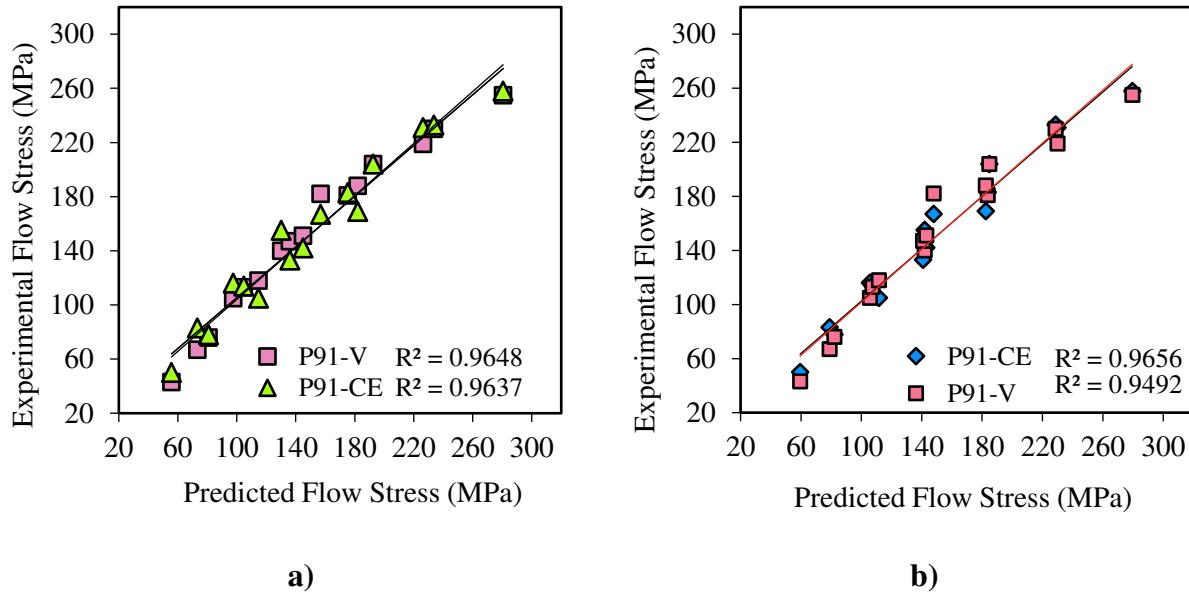 Experimental Flow Stress (MPa)
300
260
220
180
140
100
60
20
P91-V R² = 0.9648
P91-CE R² = 0.9637
20 60 100 140 180 220 260 300
Predicted Flow Stress (MPa)
a)
Experimental Flow Stress (MPa)
300
260
220
180
140
100
60
20
P91-CE R² = 0.9656
P91-V R² = 0.9492
20 60 100 140 180 220 260 300
Predicted Flow Stress (MPa)
b)